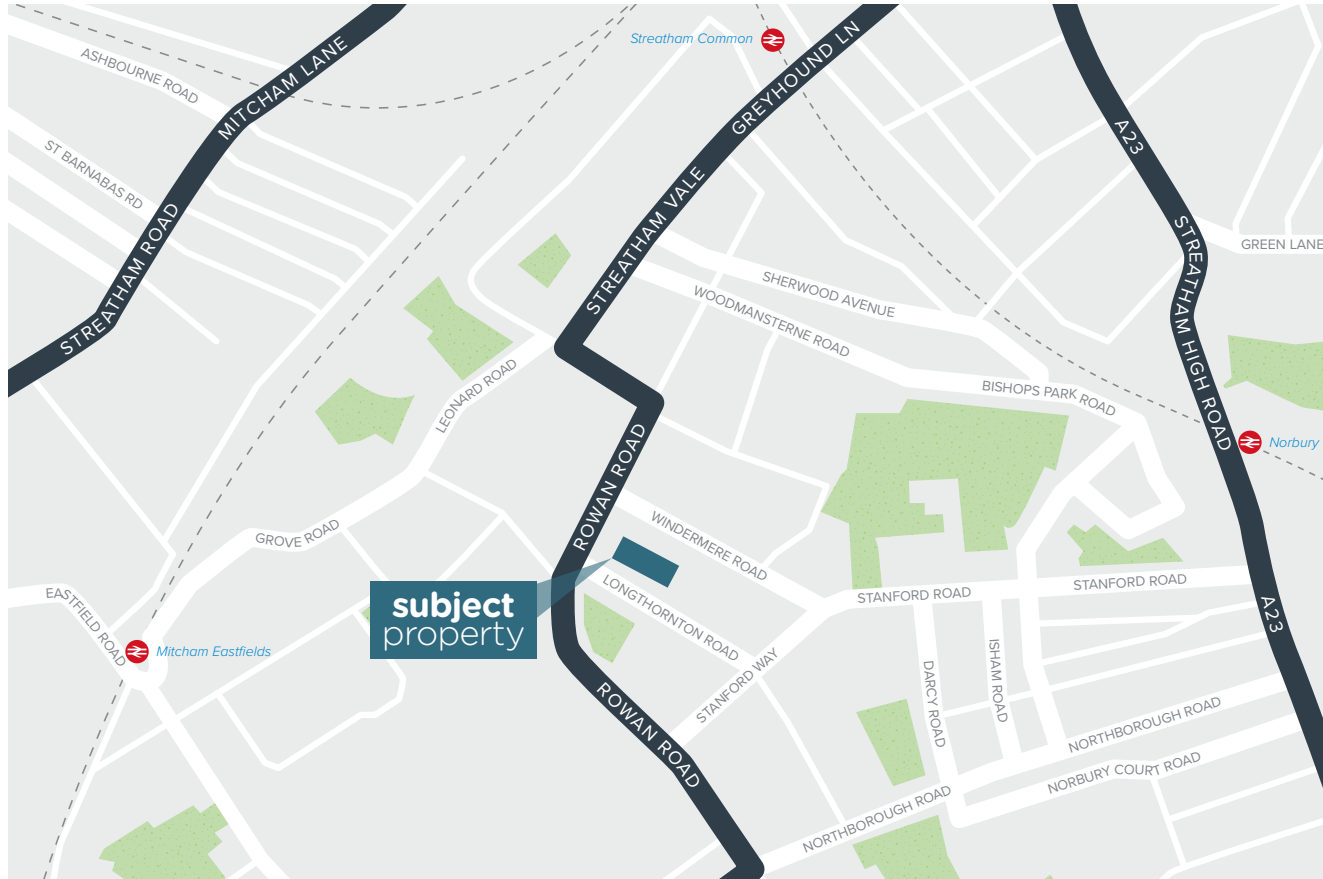 Streatham Common
GREYHOUND LN
MITCHAM LANE
ASHBOURNE ROAD
A23
ST BARNABAS RD
STREATHAM VALE
STREATHAM ROAD
GREEN LANE
SHERWOOD AVENUE
WOODMANSTERNE ROAD
STREATHAM HIGH ROAD
LEONARD ROAD
BISHOPS PARK ROAD
Norbury
ROWAN ROAD
GROVE ROAD
WINDERMERE ROAD
STANFORD ROAD
STANFORD ROAD
EASTFIELD ROAD
subject
property
LONGTHORNTON ROAD
A23
Mitcham Eastfields
STANFORD WAY
ISHAM ROAD
DARCY ROAD
ROWAN ROAD
NORTHBOROUGH ROAD
NORBURY COURT ROAD
NORTHBOROUGH ROAD